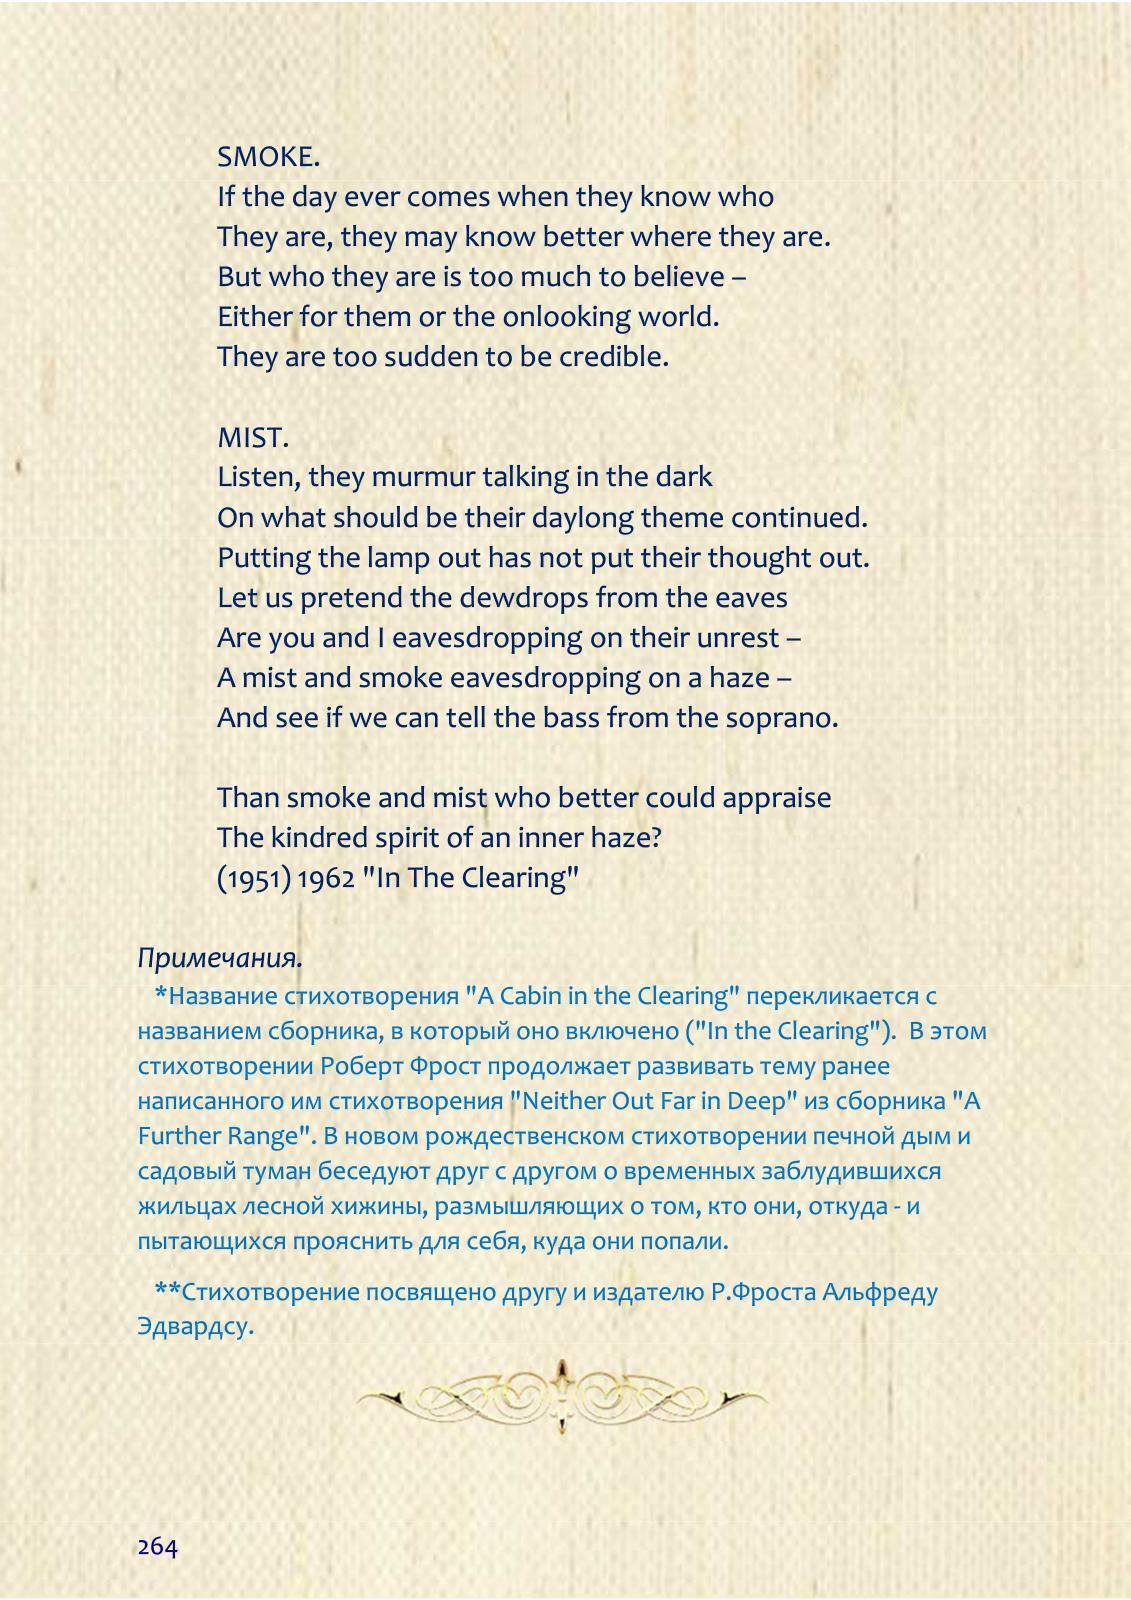 SMOKE.
If the day ever comes when they know who
They are, they may know better where they are.
But who they are is too much to believe –
Either for them or the onlooking world.
They are too sudden to be credible.
MIST.
Listen, they murmur talking in the dark
On what should be their daylong theme continued.
Putting the lamp out has not put their thought out.
Let us pretend the dewdrops from the eaves
Are you and I eavesdropping on their unrest –
A mist and smoke eavesdropping on a haze –
And see if we can tell the bass from the soprano.
Than smoke and mist who better could appraise
The kindred spirit of an inner haze?
(1951) 1962 "In The Clearing"
Примечания.
*Название стихотворения "A Cabin in the Clearing" перекликается с
названием сборника, в который оно включено ("In the Clearing"). В этом
стихотворении Роберт Фрост продолжает развивать тему ранее
написанного им стихотворения "Neither Out Far in Deep" из сборника "A
Further Range". В новом рождественском стихотворении печной дым и
садовый туман беседуют друг с другом о временных заблудившихся
жильцах лесной хижины, размышляющих о том, кто они, откуда - и
пытающихся прояснить для себя, куда они попали.
**Стихотворение посвящено другу и издателю Р.Фроста Альфреду
Эдвардсу.
264